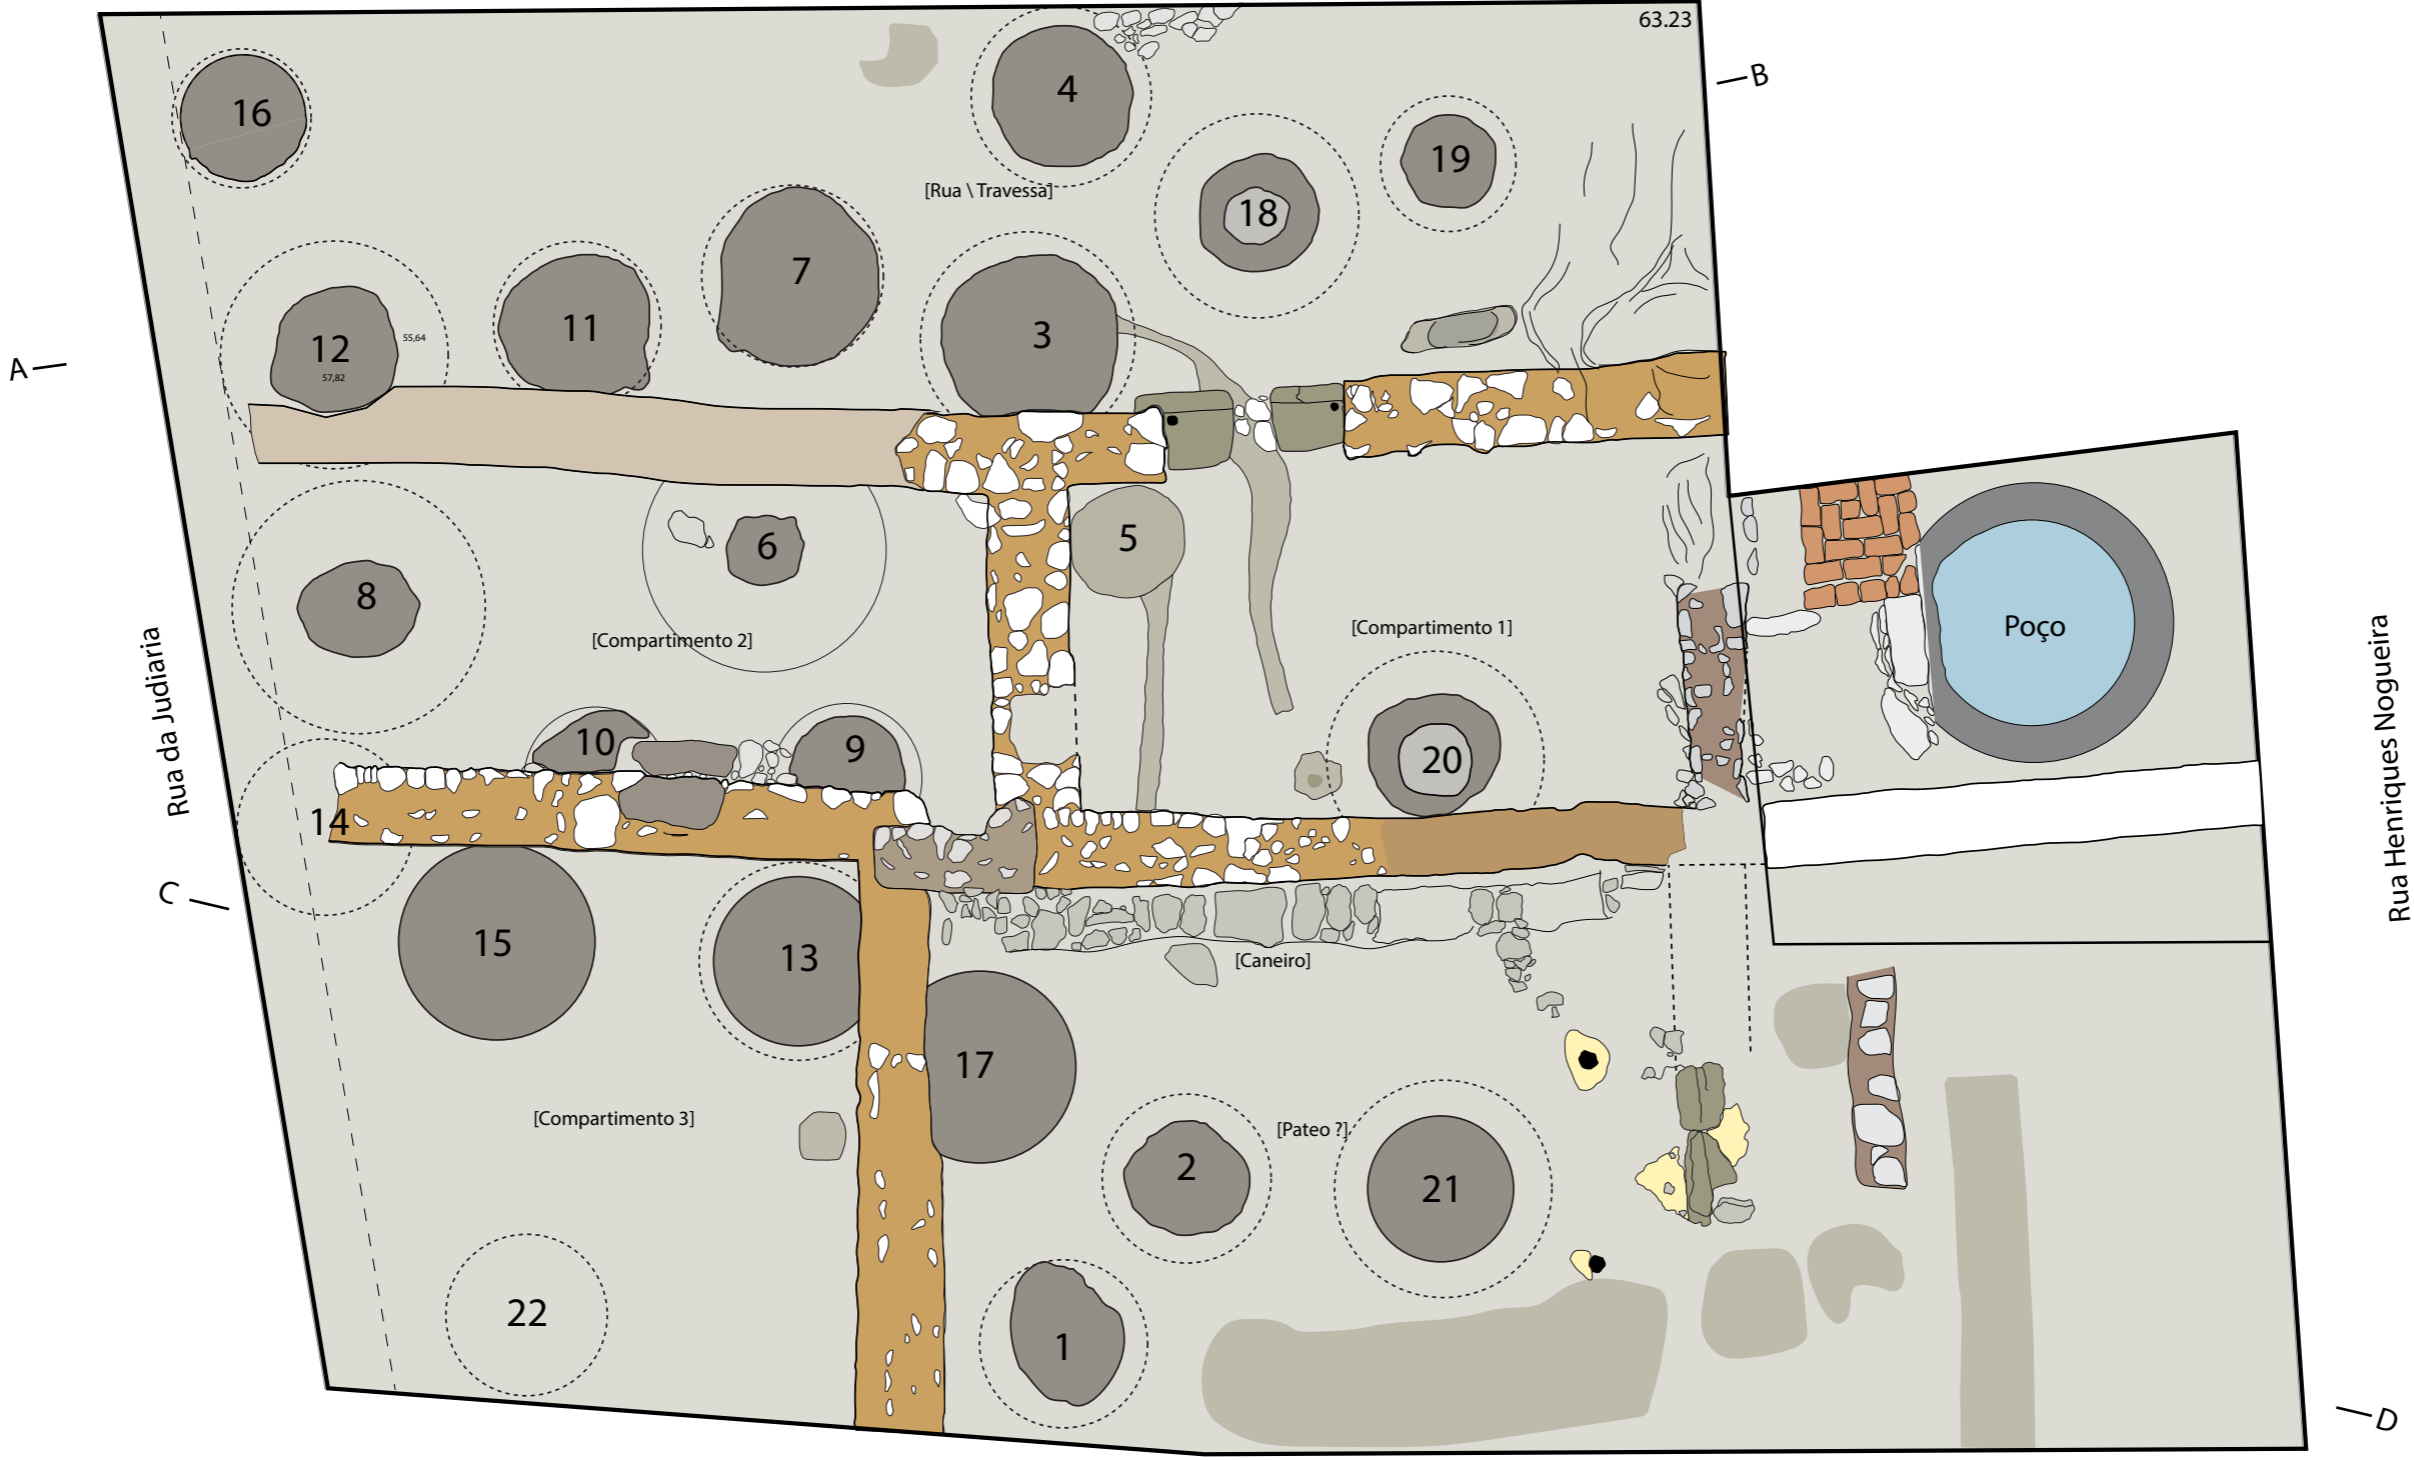 63.23
B
4
16
19
[Rua \ Travessa]
18
7
11
3
12
55,64
57,82
A
5
6
8
Poço
[Compartimento 1]
[Compartimento 2]
Rua da Judiaria
Rua Henriques Nogueira
10
9
20
14
C
15
13
[Caneiro]
17
[Compartimento 3]
[Pateo ?]
2
21
22
1
D